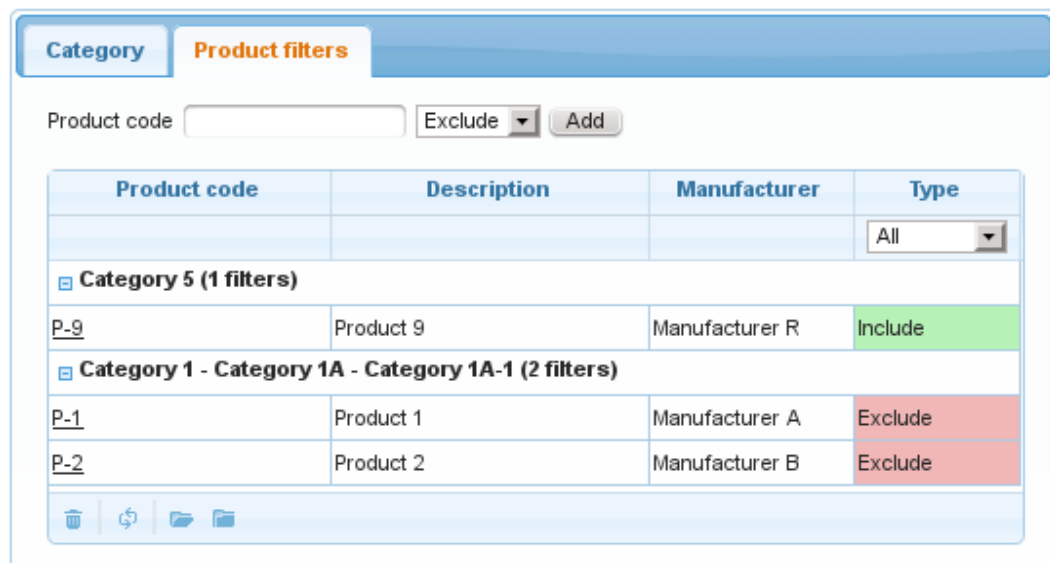 Category Product filters
Product code Exclude Add
Product code Description Manufacturer Type
All
Category 5 (1 filters)
P-9 Product 9 Manufacturer R Include
Category 1 - Category 1A - Category 1A-1 (2 filters)
P-1 Product 1 Manufacturer A Exclude
P-2 Product 2 Manufacturer B Exclude